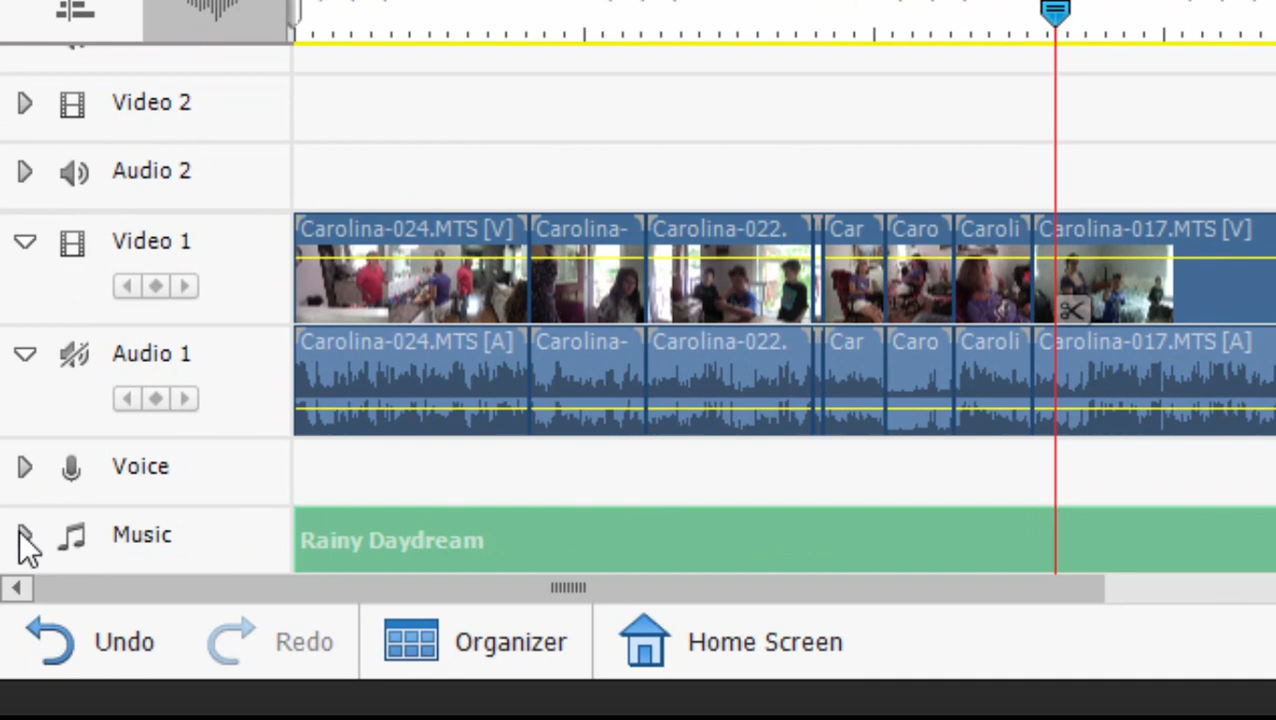 Video 2
Audio 2
Video 1
Carolina-024.MTS [V] Carolina- Carolina-022. Car Caro Caroli Carolina-017.MTS [V]
Audio 1
Carolina-024.MTS [A] Carolina- Carolina-022. Car Caro Caroli Carolina-017.MTS [A]
Voice
Music
Rainy Daydream
Undo Redo Organizer Home Screen